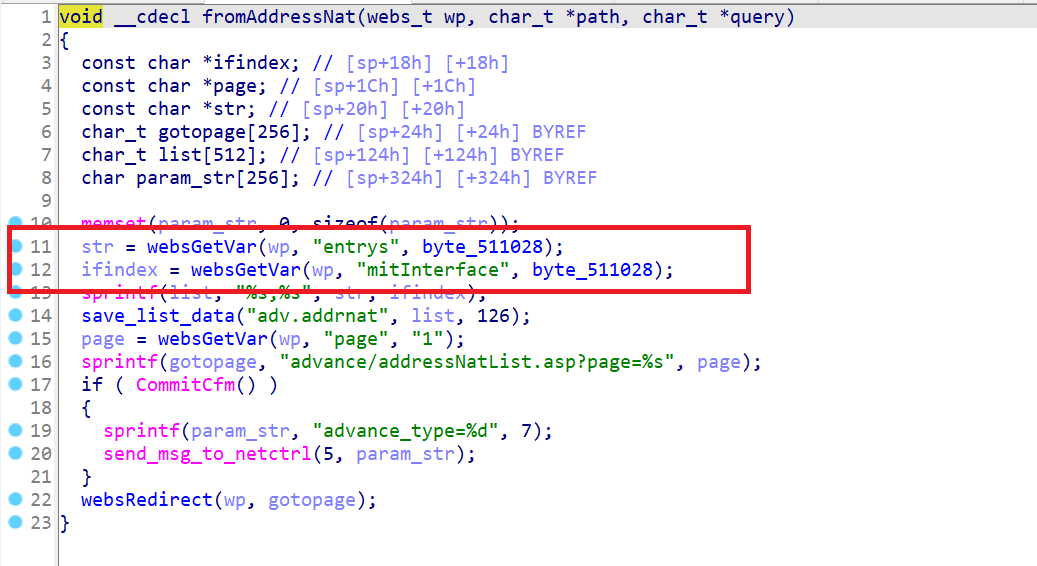 1 void __cdecl fromAddressNat(webs_t wp, char_t *path, char_t *query)
2 {
3 const char *ifindex; // [sp+18h] [+18h]
4 const char *page; // [sp+1Ch] [+1Ch]
5 const char *str; // [sp+20h] [+20h]
6 char_t gotopage[256]; // [sp+24h] [+24h] BYREF
7 char_t list[512]; // [sp+124h] [+124h] BYREF
8 char param_str[256]; // [sp+324h] [+324h] BYREF
9
10 memset(param_str, 0, sizeof(param_str));
11 str = websGetVar(wp, "entrys", byte_511028);
12 ifindex = websGetVar(wp, "mitInterface", byte_511028);
13 sprintf(list, "%s;%s", str, ifindex);
14 save_list_data("adv.addrnat", list, 126);
15 page = websGetVar(wp, "page", "1");
16 sprintf(gotopage, "advance/addressNatList.asp?page=%s", page);
17 if ( CommitCfm() )
18 {
19 sprintf(param_str, "advance_type=%d", 7);
20 send_msg_to_netctrl(5, param_str);
21 }
22 websRedirect(wp, gotopage);
23 }